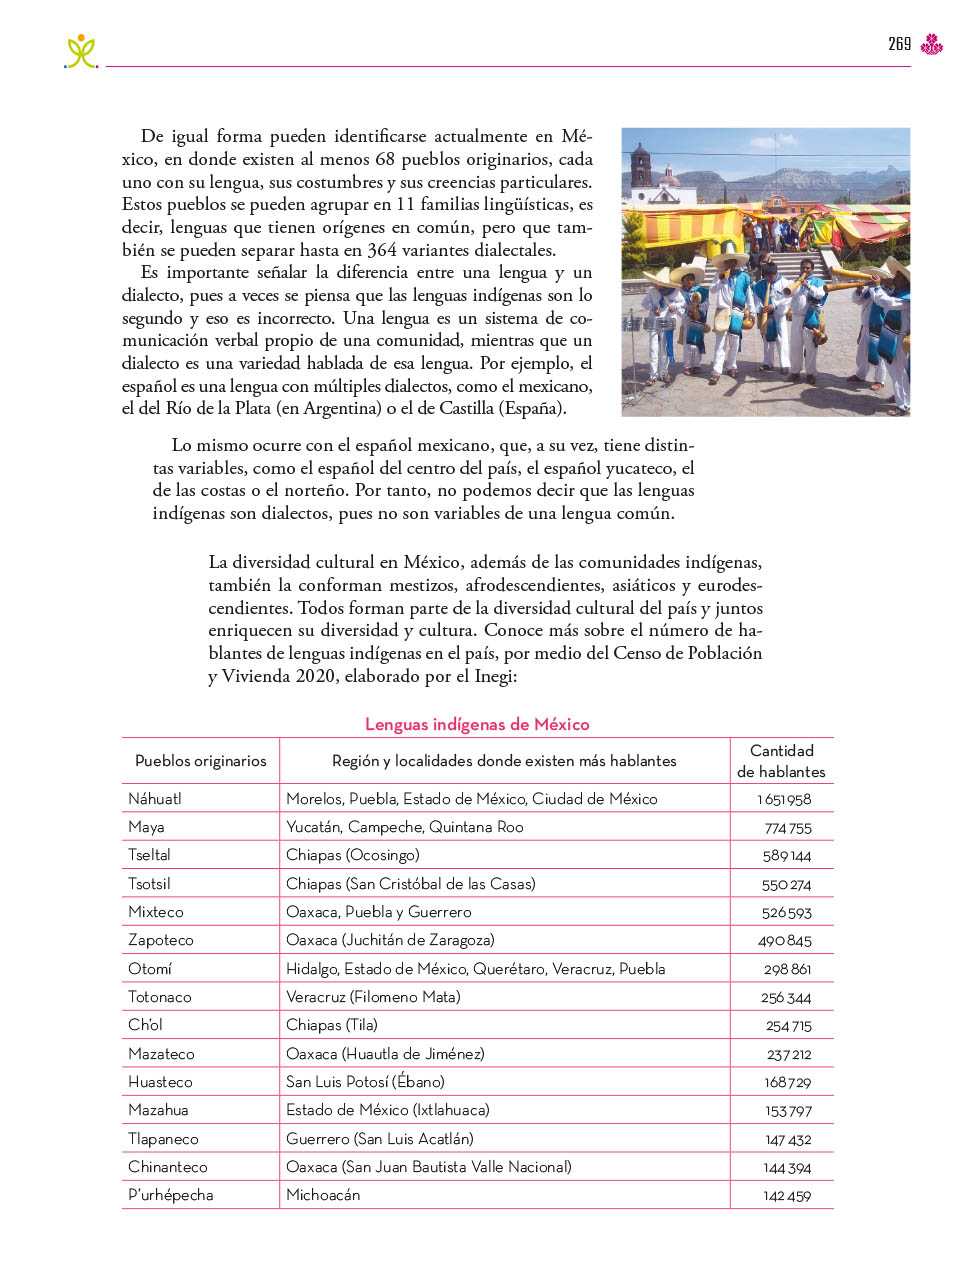 269
De igual forma pueden identificarse actualmente en Mé-
xico, en donde existen al menos 68 pueblos originarios, cada
uno con su lengua, sus costumbres y sus creencias particulares.
Estos pueblos se pueden agrupar en 11 familias lingüísticas, es
decir, lenguas que tienen orígenes en común, pero que tam-
bién se pueden separar hasta en 364 variantes dialectales.
Es importante señalar la diferencia entre una lengua y un
dialecto, pues a veces se piensa que las lenguas indígenas son lo
segundo y eso es incorrecto. Una lengua es un sistema de co-
municación verbal propio de una comunidad, mientras que un
dialecto es una variedad hablada de esa lengua. Por ejemplo, el
español es una lengua con múltiples dialectos, como el mexicano,
el del Río de la Plata (en Argentina) o el de Castilla (España).
Lo mismo ocurre con el español mexicano, que, a su vez, tiene distin-
tas variables, como el español del centro del país, el español yucateco, el
de las costas o el norteño. Por tanto, no podemos decir que las lenguas
indígenas son dialectos, pues no son variables de una lengua común.
La diversidad cultural en México, además de las comunidades indígenas,
también la conforman mestizos, afrodescendientes, asiáticos y eurodes-
cendientes. Todos forman parte de la diversidad cultural del país y juntos
enriquecen su diversidad y cultura. Conoce más sobre el número de ha-
blantes de lenguas indígenas en el país, por medio del Censo de Población
y Vivienda 2020, elaborado por el Inegi:
Lenguas indígenas de México
Pueblos originarios Región y localidades donde existen más hablantes Cantidad
de hablantes
Náhuatl Morelos, Puebla, Estado de México, Ciudad de México 1 651 958
Maya Yucatán, Campeche, Quintana Roo 774 755
Tseltal Chiapas (Ocosingo) 589 144
Tsotsil Chiapas (San Cristóbal de las Casas) 550 274
Mixteco Oaxaca, Puebla y Guerrero 526 593
Zapoteco Oaxaca (Juchitán de Zaragoza) 490 845
Otomí Hidalgo, Estado de México, Querétaro, Veracruz, Puebla 298 861
Totonaco Veracruz (Filomeno Mata) 256 344
Ch'ol Chiapas (Tila) 254 715
Mazateco Oaxaca (Huautla de Jiménez) 237 212
Huasteco San Luis Potosí (Ébano) 168 729
Mazahua Estado de México (Ixtlahuaca) 153 797
Tlapaneco Guerrero (San Luis Acatlán) 147 432
Chinanteco Oaxaca (San Juan Bautista Valle Nacional) 144 394
P'urhépecha Michoacán 142 459